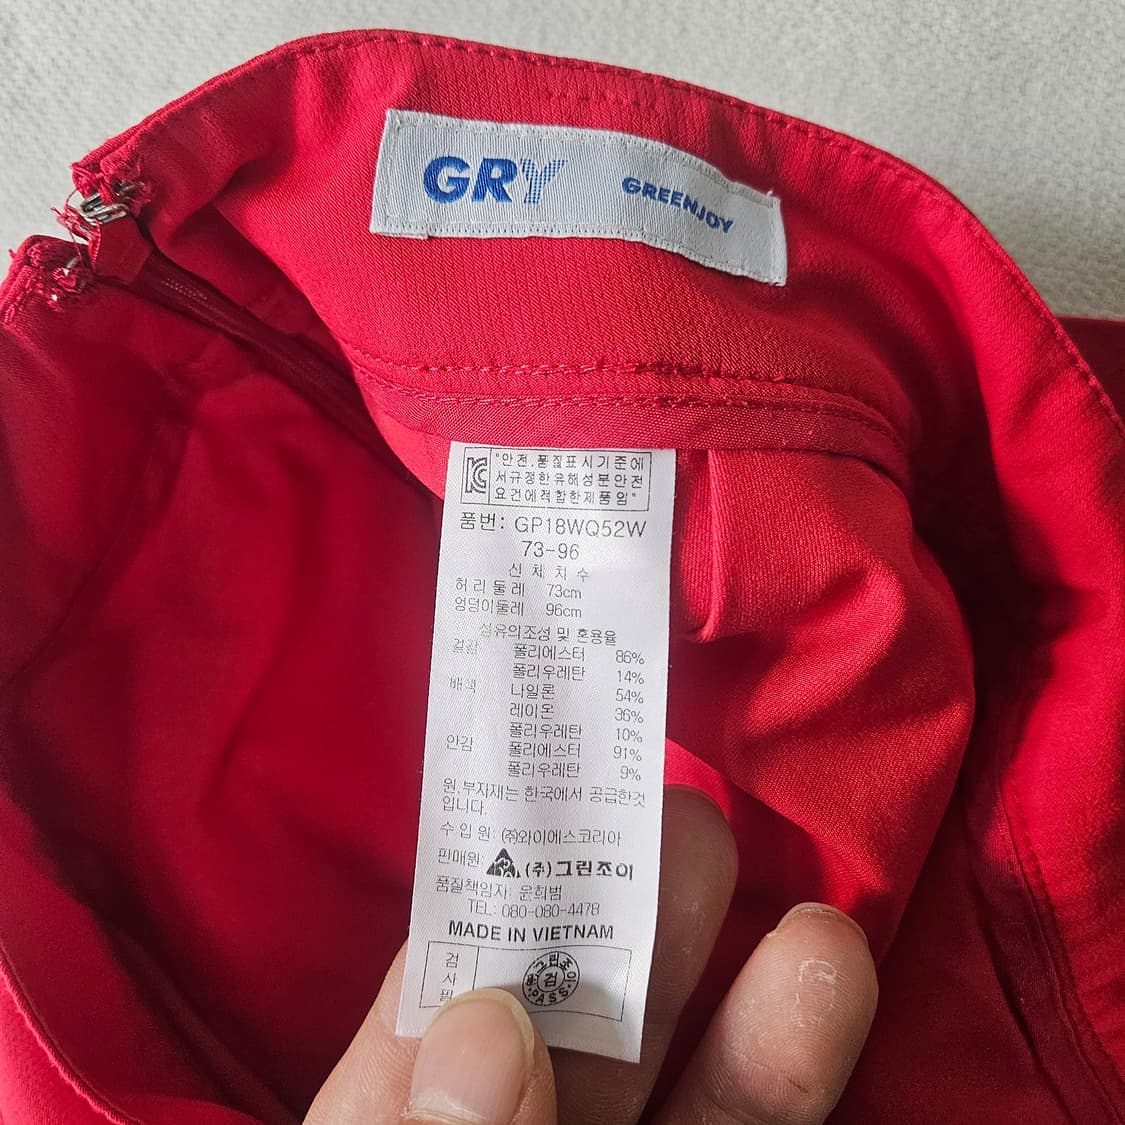 GRY GREENJOY
"안전.품질표시기준에
서규정한유해성분안전
요건에적합한제품임"
품번: GP18WQ52W
73-96
신체치수
허리둘레 73cm
엉덩이둘레 96cm
섬유의조성 및 혼용율
겉감 폴리에스터 86%
폴리우레탄 14%
배색 나일론 54%
레이온 36%
폴리우레탄 10%
안감 폴리에스터 91%
폴리우레탄 9%
원,부자재는 한국에서 공급한것
입니다.
수입원: (주)와이에스코리아
판매원: (주)그린조이
품질책임자: 윤희범
TEL: 080-080-4478
MADE IN VIETNAM
검사필
그린조이
검
PASS